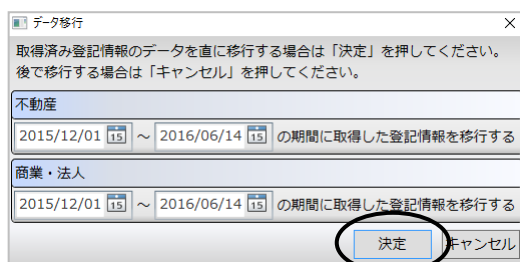 データ移行
取得済み登記情報のデータを直に移行する場合は「決定」を押してください。
後で移行する場合は「キャンセル」を押してください。
不動産
2015/12/01 15 ～ 2016/06/14 15 の期間に取得した登記情報を移行する
商業・法人
2015/12/01 15 ～ 2016/06/14 15 の期間に取得した登記情報を移行する
決定 キャンセル